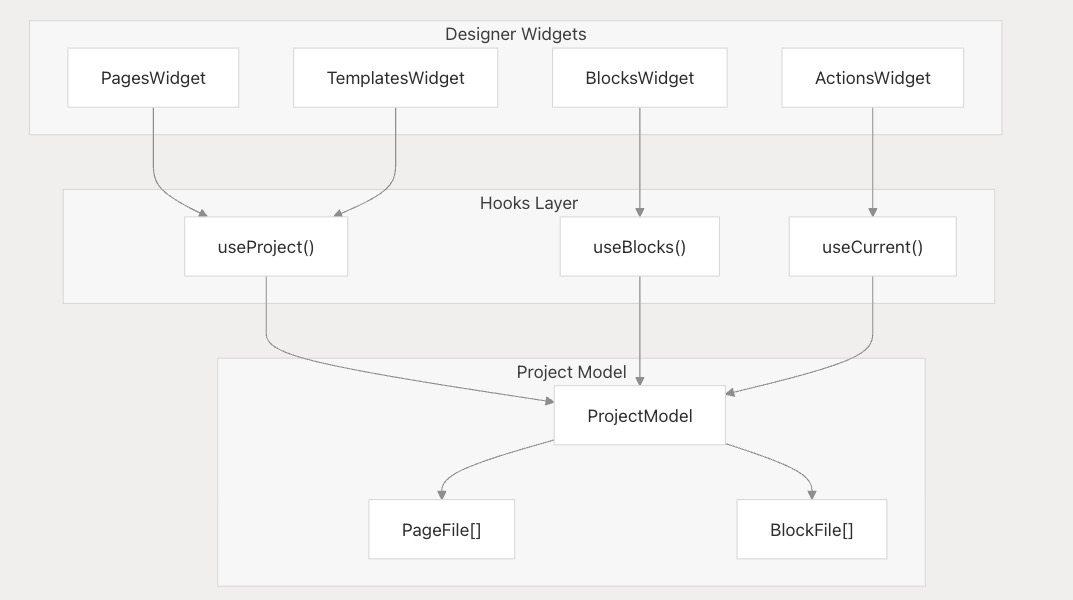 Designer Widgets
PagesWidget
TemplatesWidget
BlocksWidget
ActionsWidget
Hooks Layer
useProject()
useBlocks()
useCurrent()
Project Model
ProjectModel
PageFile[]
BlockFile[]